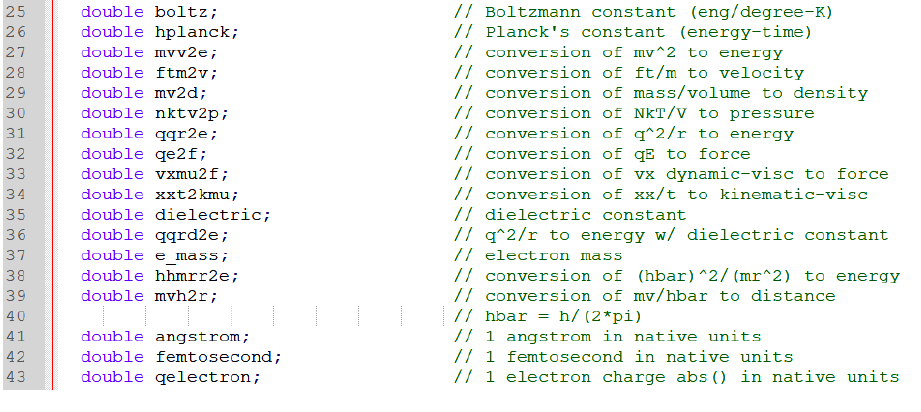 25 double boltz; // Boltzmann constant (eng/degree-K)
26 double hplanck; // Planck's constant (energy-time)
27 double mvv2e; // conversion of mv^2 to energy
28 double ftm2v; // conversion of ft/m to velocity
29 double mv2d; // conversion of mass/volume to density
30 double nktv2p; // conversion of NkT/V to pressure
31 double qqr2e; // conversion of q^2/r to energy
32 double qe2f; // conversion of qE to force
33 double vxmu2f; // conversion of vx dynamic-visc to force
34 double xxt2kmu; // conversion of xx/t to kinematic-visc
35 double dielectric; // dielectric constant
36 double qqrd2e; // q^2/r to energy w/ dielectric constant
37 double e_mass; // electron mass
38 double hhmrr2e; // conversion of (hbar)^2/(mr^2) to energy
39 double mvh2r; // conversion of mv/hbar to distance
40 // hbar = h/(2*pi)
41 double angstrom; // 1 angstrom in native units
42 double femtosecond; // 1 femtosecond in native units
43 double qelectron; // 1 electron charge abs() in native units